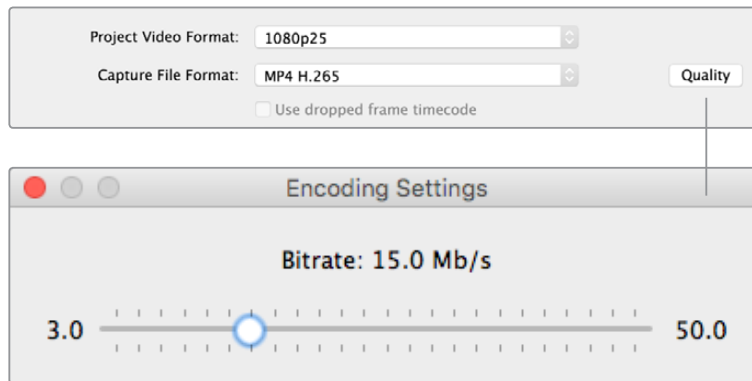 Project Video Format: 1080p25
Capture File Format: MP4 H.265 Quality
Use dropped frame timecode
Encoding Settings
Bitrate: 15.0 Mb/s
3.0 50.0